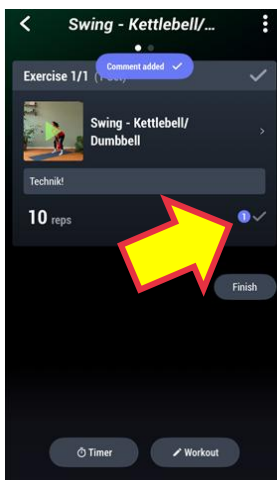 Swing - Kettlebell/...
Comment added
Exercise 1/1
Swing - Kettlebell/
Dumbbell
Technik!
10 reps
1
Finish
Timer
Workout